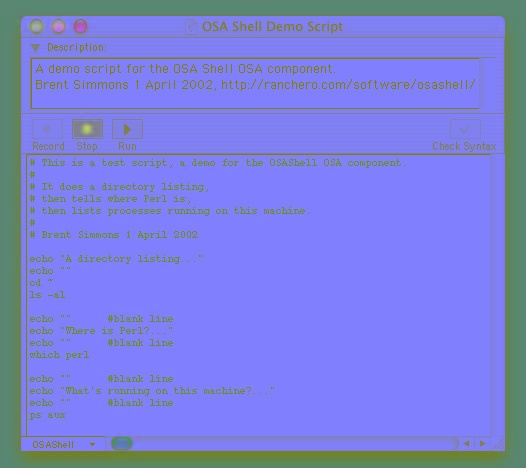 OSA Shell Demo Script
Description:
A demo script for the OSA Shell OSA component.
Brent Simmons 1 April 2002, http://ranchero.com/software/osashell/
Record Stop Run Check Syntax
# This is a test script, a demo for the OSAShell OSA component.
#
# It does a directory listing,
# then tells where Perl is,
# then lists processes running on this machine.
#
# Brent Simmons 1 April 2002
echo "A directory listing..."
echo ""
cd ~
ls -al
echo "" #blank line
echo "Where is Perl?..."
echo "" #blank line
which perl
echo "" #blank line
echo "What's running on this machine?..."
echo "" #blank line
ps aux
OSAShell